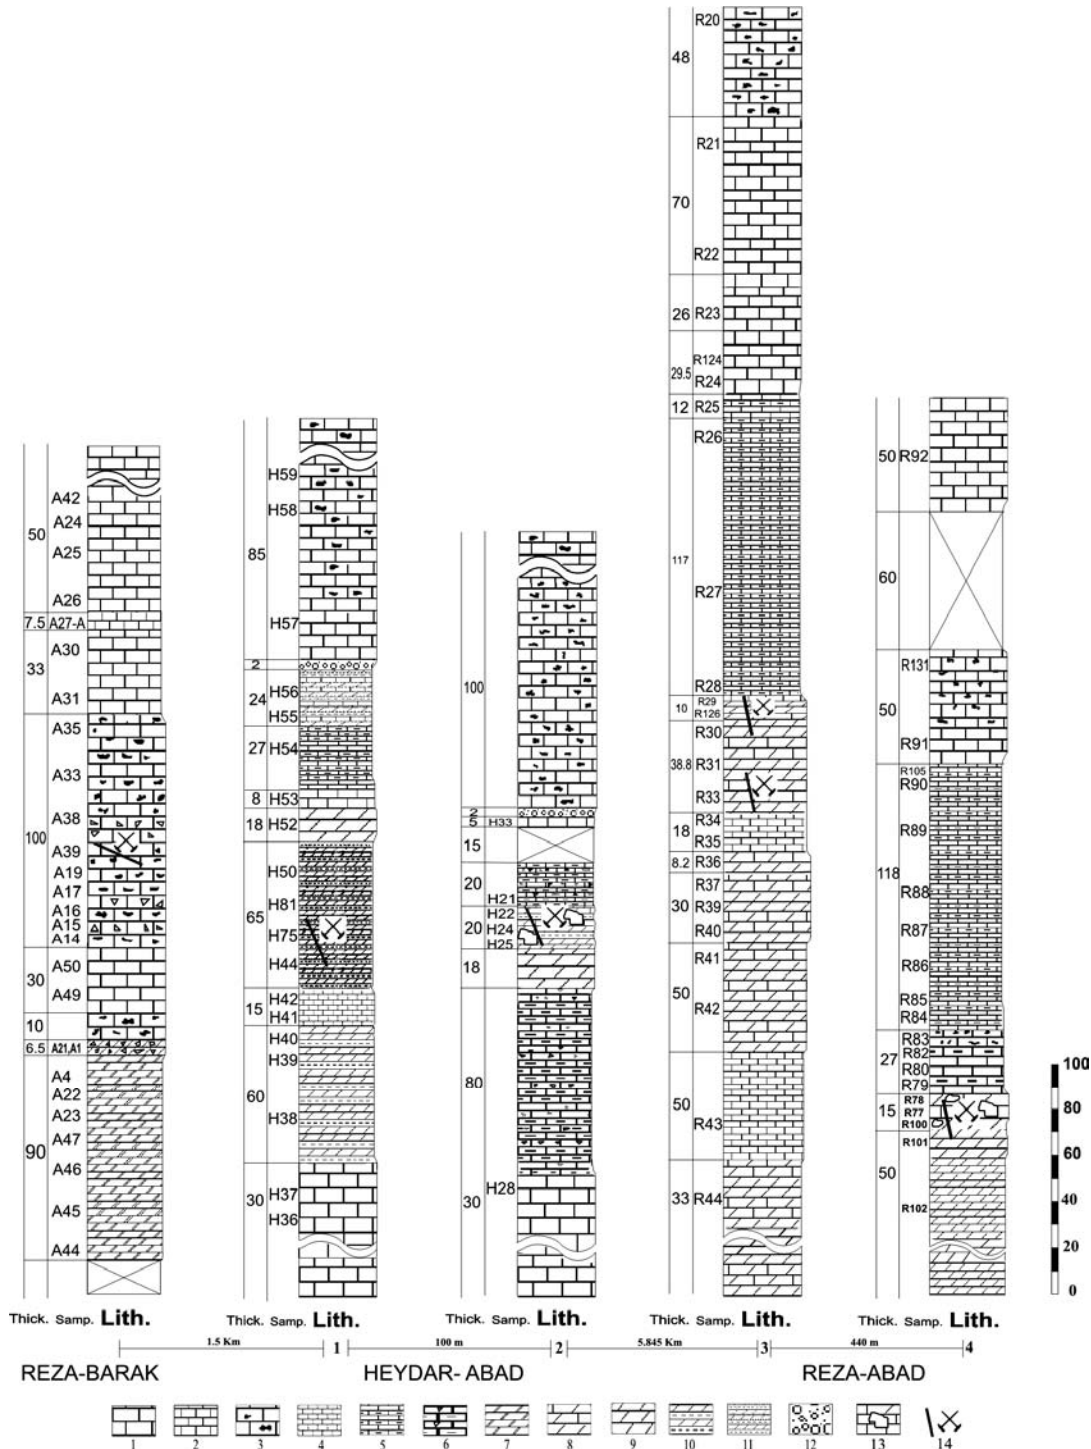 R20
48
R21
70
R22
26 R23
R124
29.5
R24
12 R25
R26
117
R27
R28
10
R29
R126
R30
38.8 R31
R33
18
R34
R35
8.2 R36
R37
30 R39
R40
R41
50
R42
50
R43
33 R44
Thick. Samp. Lith.
A42
A24
50
A25
A26
7.5 A27-A
A30
33
A31
A35
A33
A38
100
A39
A19
A17
A16
A15
A14
A50
30
A49
10
6.5 A21,A1
A4
A22
A23
A47
90
A46
A45
A44
Thick. Samp. Lith.
H59
H58
85
H57
2
H56
24
H55
27 H54
8 H53
18 H52
H50
65
H81
H75
H44
15
H42
H41
H40
H39
60
H38
30
H37
H36
Thick. Samp. Lith.
100
2
5 H33
15
20
H21
H22
20 H24
H25
18
80
H28
30
Thick. Samp. Lith.
50 R92
60
R131
50
R91
R105
R90
R89
118
R88
R87
R86
R85
R84
R83
27 R82
R80
R79
R78
15 R77
R100
R101
50
R102
Thick. Samp. Lith.
100
80
60
40
20
0
1.5 Km 1 100 m 2 5.845 Km 3 440 m 4
REZA-BARAK HEYDAR- ABAD REZA-ABAD
1 2 3 4 5 6 7 8 9 10 11 12 13 14